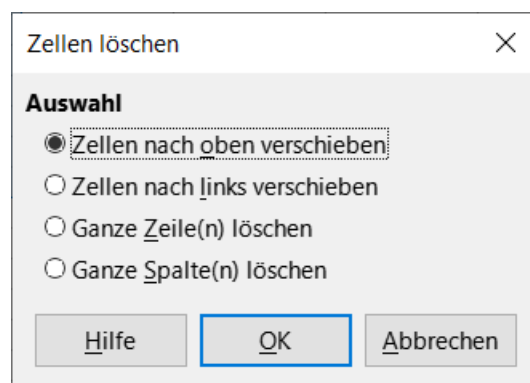 Zellen löschen
Auswahl
Zellen nach oben verschieben
Zellen nach links verschieben
Ganze Zeile(n) löschen
Ganze Spalte(n) löschen
Hilfe OK Abbrechen